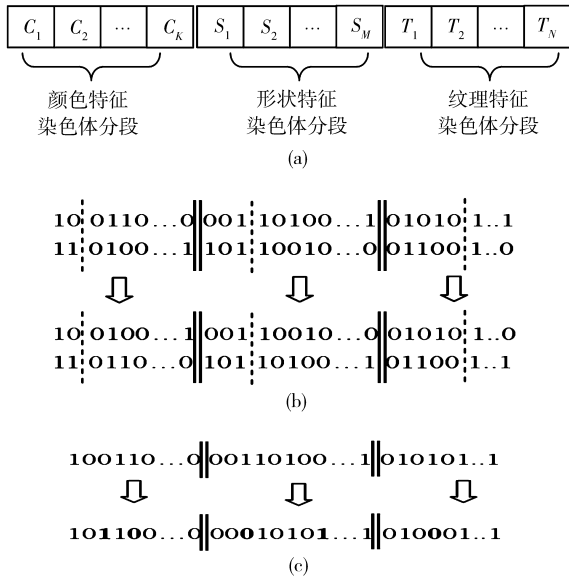 C1 C2 … CK S1 S2 … SM T1 T2 … TN
颜色特征 形状特征 纹理特征
染色体分段 染色体分段 染色体分段
(a)
10 0110…0 001 10100…1 01010 1..1
11 0100…1 101 10010…0 01100 1..0
10 0100…1 001 10010…0 01010 1..0
11 0110…0 101 10100…1 01100 1..1
(b)
100110…0 00110100…1 010101..1
101100…0 00010101…1 010001..1
(c)